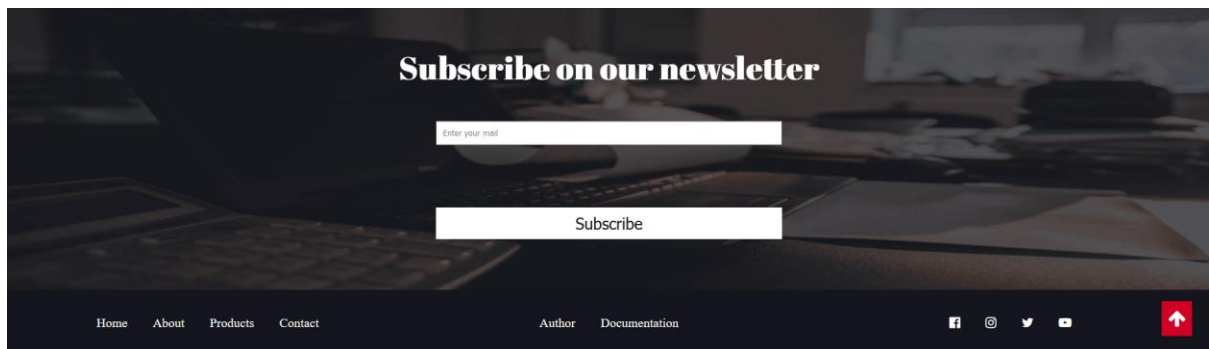 Subscribe on our newsletter
Enter your mail
Subscribe
Home About Products Contact Author Documentation